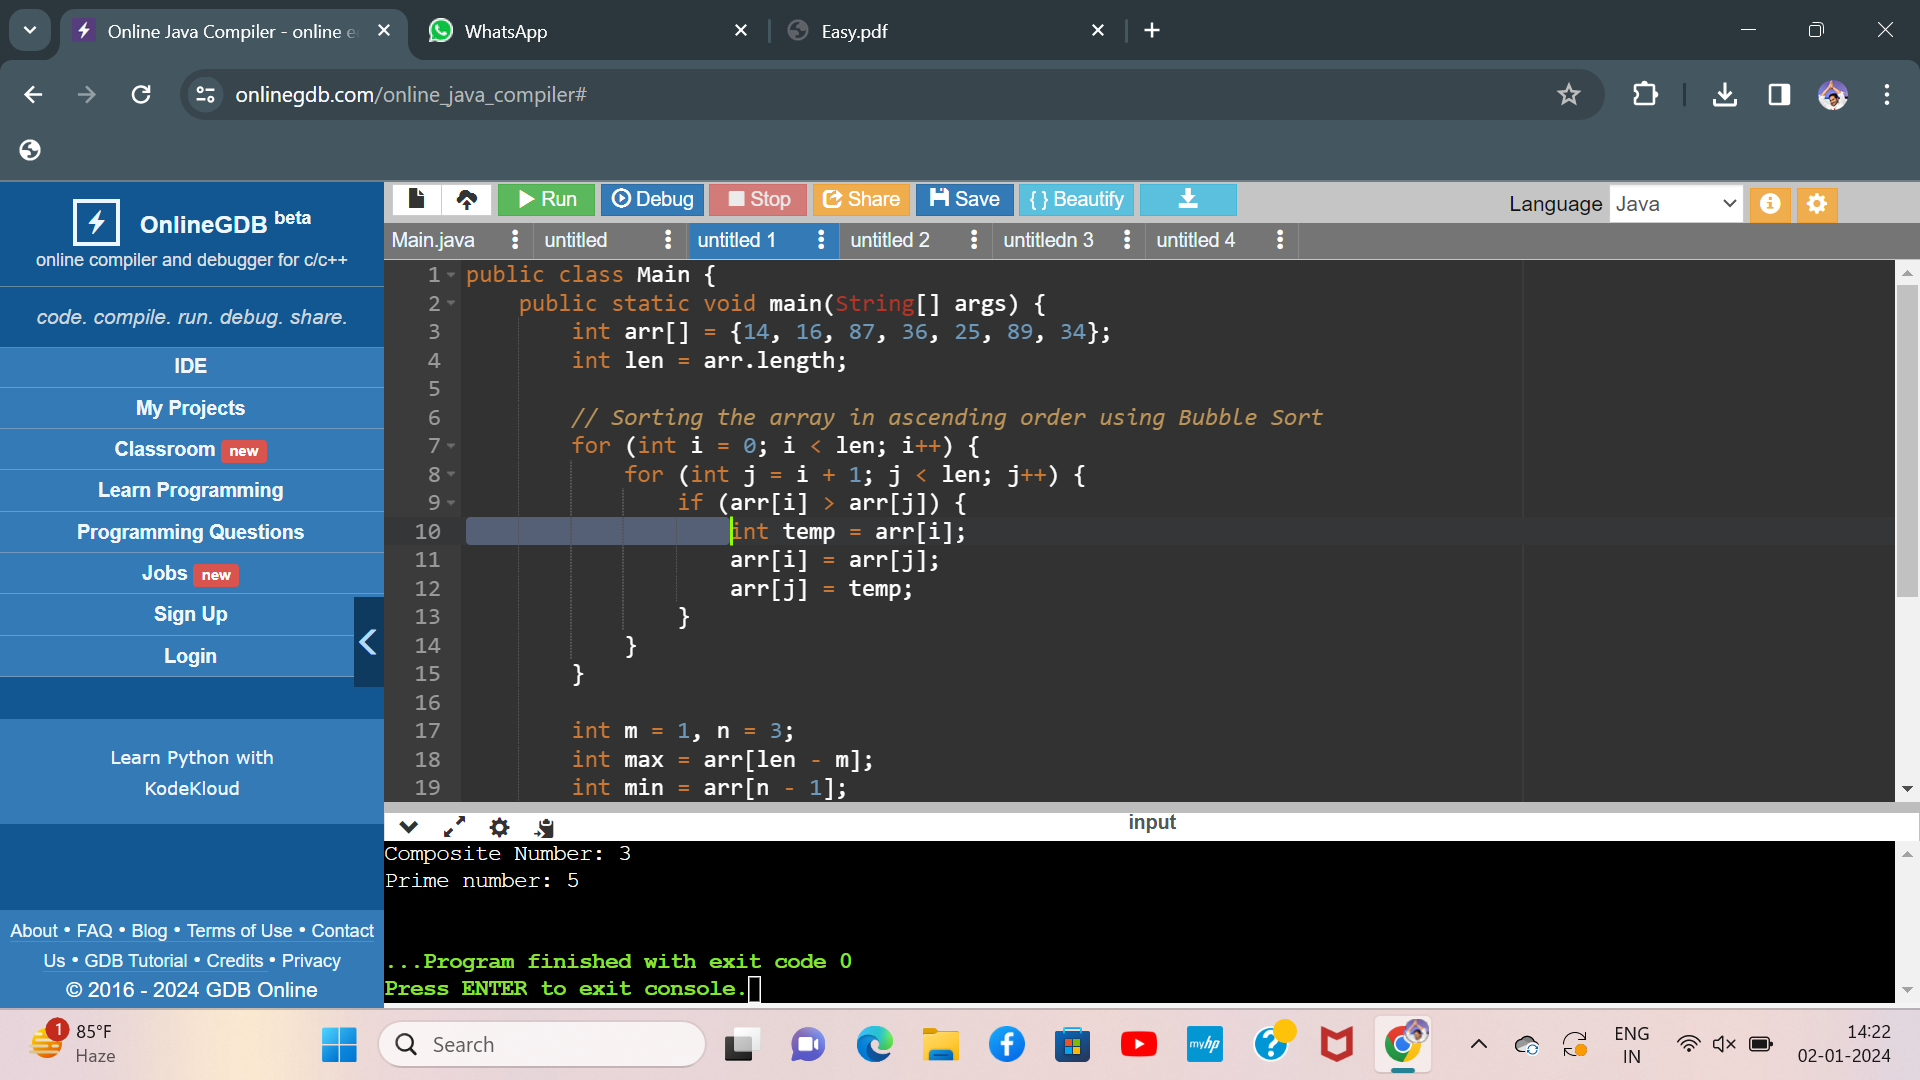 Online Java Compiler - online e
WhatsApp
Easy.pdf
onlinegdb.com/online_java_compiler#
OnlineGDB beta
online compiler and debugger for c/c++
code. compile. run. debug. share.
IDE
My Projects
Classroom new
Learn Programming
Programming Questions
Jobs new
Sign Up
Login
Learn Python with
KodeKloud
About • FAQ • Blog • Terms of Use • Contact
Us • GDB Tutorial • Credits • Privacy
© 2016 - 2024 GDB Online
Run Debug Stop Share Save { } Beautify
Language Java
Main.java untitled untitled 1 untitled 2 untitledn 3 untitled 4
1 public class Main {
2 public static void main(String[] args) {
3 int arr[] = {14, 16, 87, 36, 25, 89, 34};
4 int len = arr.length;
5
6 // Sorting the array in ascending order using Bubble Sort
7 for (int i = 0; i < len; i++) {
8 for (int j = i + 1; j < len; j++) {
9 if (arr[i] > arr[j]) {
10 int temp = arr[i];
11 arr[i] = arr[j];
12 arr[j] = temp;
13 }
14 }
15 }
16
17 int m = 1, n = 3;
18 int max = arr[len - m];
19 int min = arr[n - 1];
input
Composite Number: 3
Prime number: 5
...Program finished with exit code 0
Press ENTER to exit console.
1
85°F
Haze
Search
myhp
ENG
IN
14:22
02-01-2024